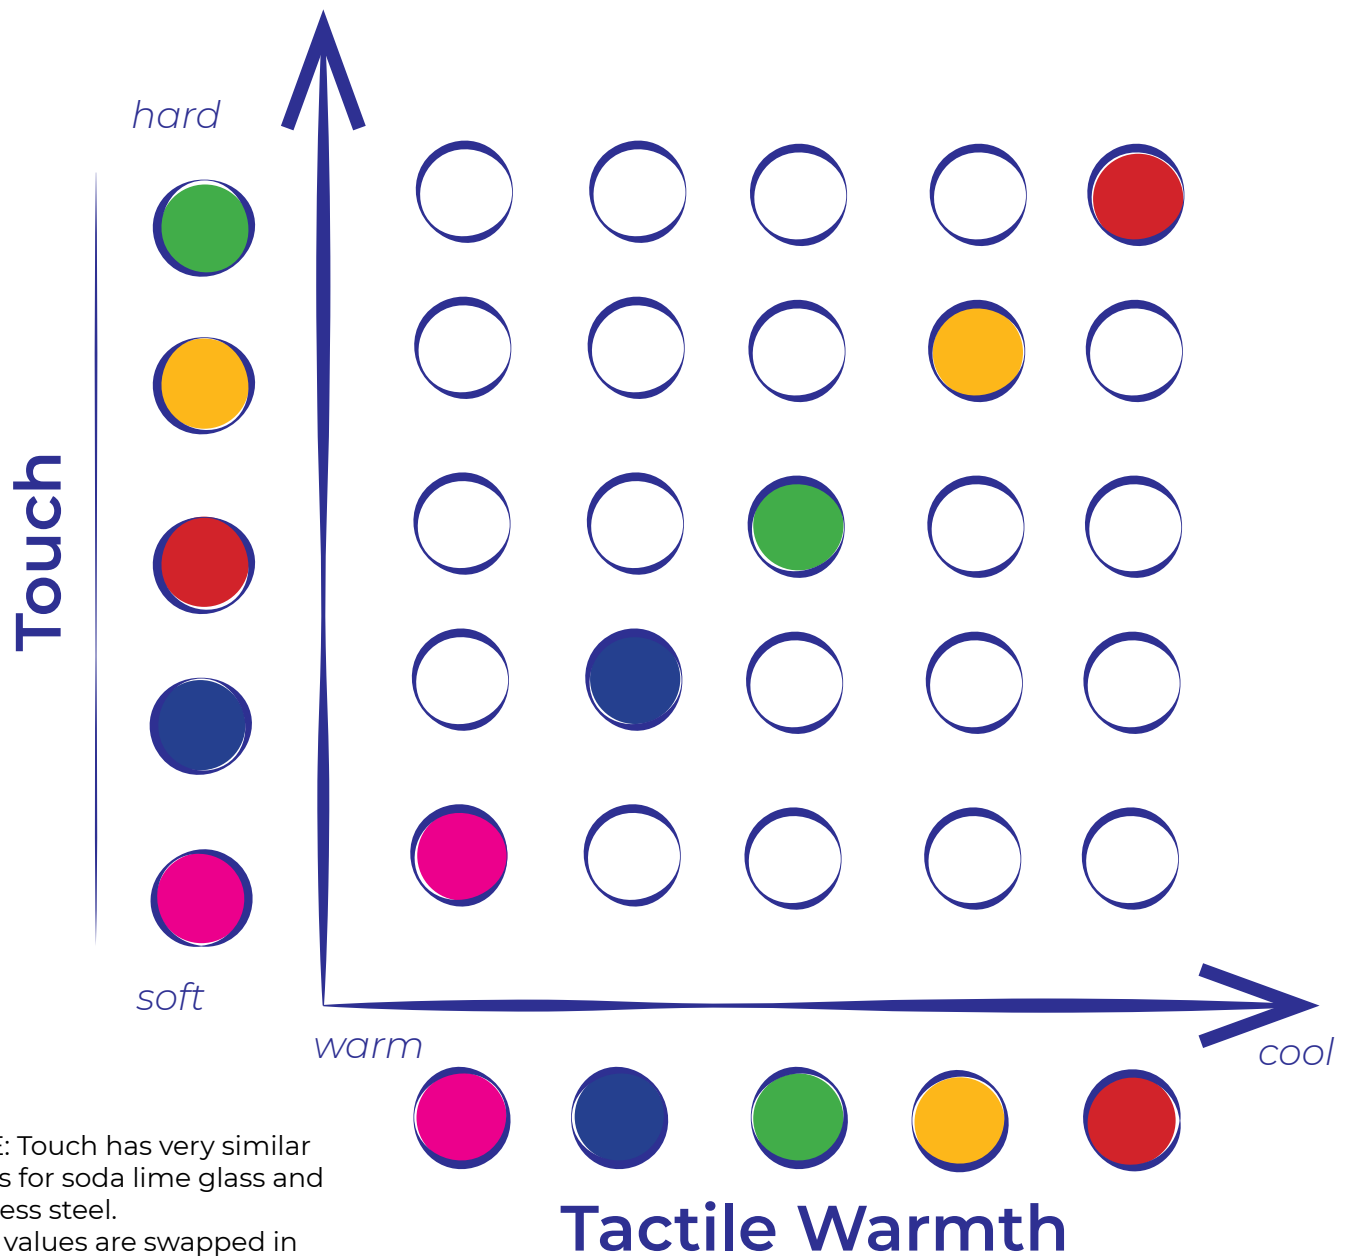 hard
Touch
soft
warm
cool
: Touch has very similar
for soda lime glass and
steel.
values are swapped in
Tactile Warmth